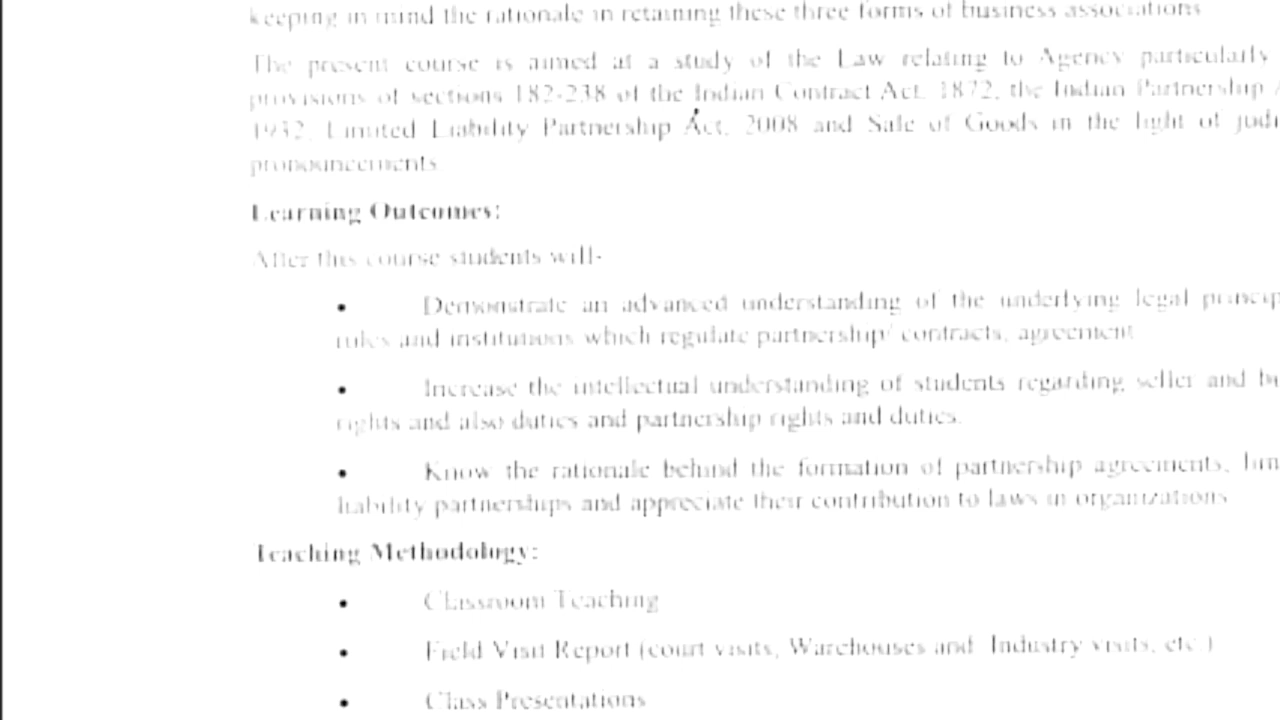 keeping in mind the rationale in retaining these three forms of business associations
The present course is aimed at a study of the Law relating to Agency particularly
provisions of sections 182-238 of the Indian Contract Act, 1872, the Indian Partnership
1932, Limited Liability Partnership Act, 2008 and Sale of Goods in the light of
pronouncements
Learning Outcomes:
After this course students will-
• Demonstrate an advanced understanding of the underlying legal
rules and institutions which regulate partnership/ contracts, agreement
• Increase the intellectual understanding of students regarding seller and
rights and also duties and partnership rights and duties.
• Know the rationale behind the formation of partnership agreements,
liability partnerships and appreciate their contribution to laws in organizations
Teaching Methodology:
• Classroom Teaching
• Field Visit Report (court visits, Warehouses and Industry visits, etc.)
• Class Presentations